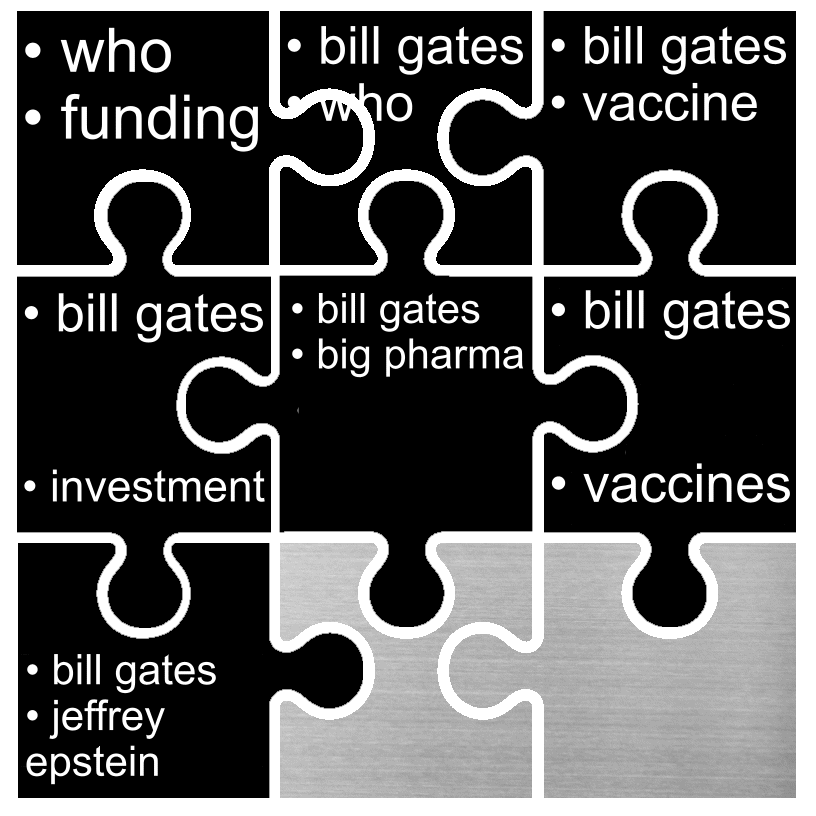 • who
• funding
• bill gates
• who
• bill gates
• vaccine
• bill gates
• investment
• bill gates
• big pharma
• bill gates
• vaccines
• bill gates
• jeffrey
epstein